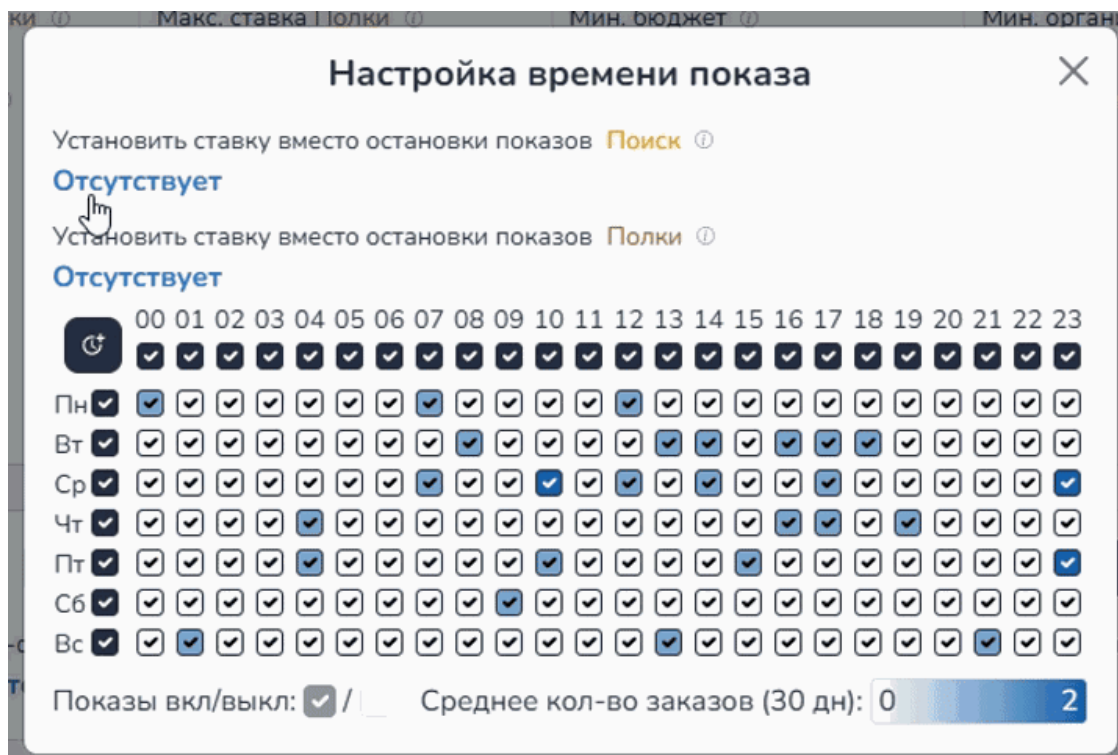 ки Макс. ставка Полки Мин. бюджет Мин. орган
Настройка времени показа
Установить ставку вместо остановки показов Поиск
Отсутствует
Установить ставку вместо остановки показов Полки
Отсутствует
00 01 02 03 04 05 06 07 08 09 10 11 12 13 14 15 16 17 18 19 20 21 22 23
Пн
Вт
Ср
Чт
Пт
Сб
Вс
Показы вкл/выкл: / Среднее кол-во заказов (30 дн): 0 2